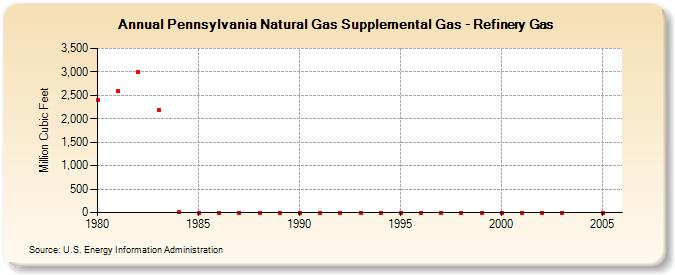 Annual Pennsylvania Natural Gas Supplemental Gas - Refinery Gas
3,500
3,000
2,500
2,000
1,500
1,000
500
0
Million Cubic Feet
1980 1985 1990 1995 2000 2005
Source: U.S. Energy Information Administration